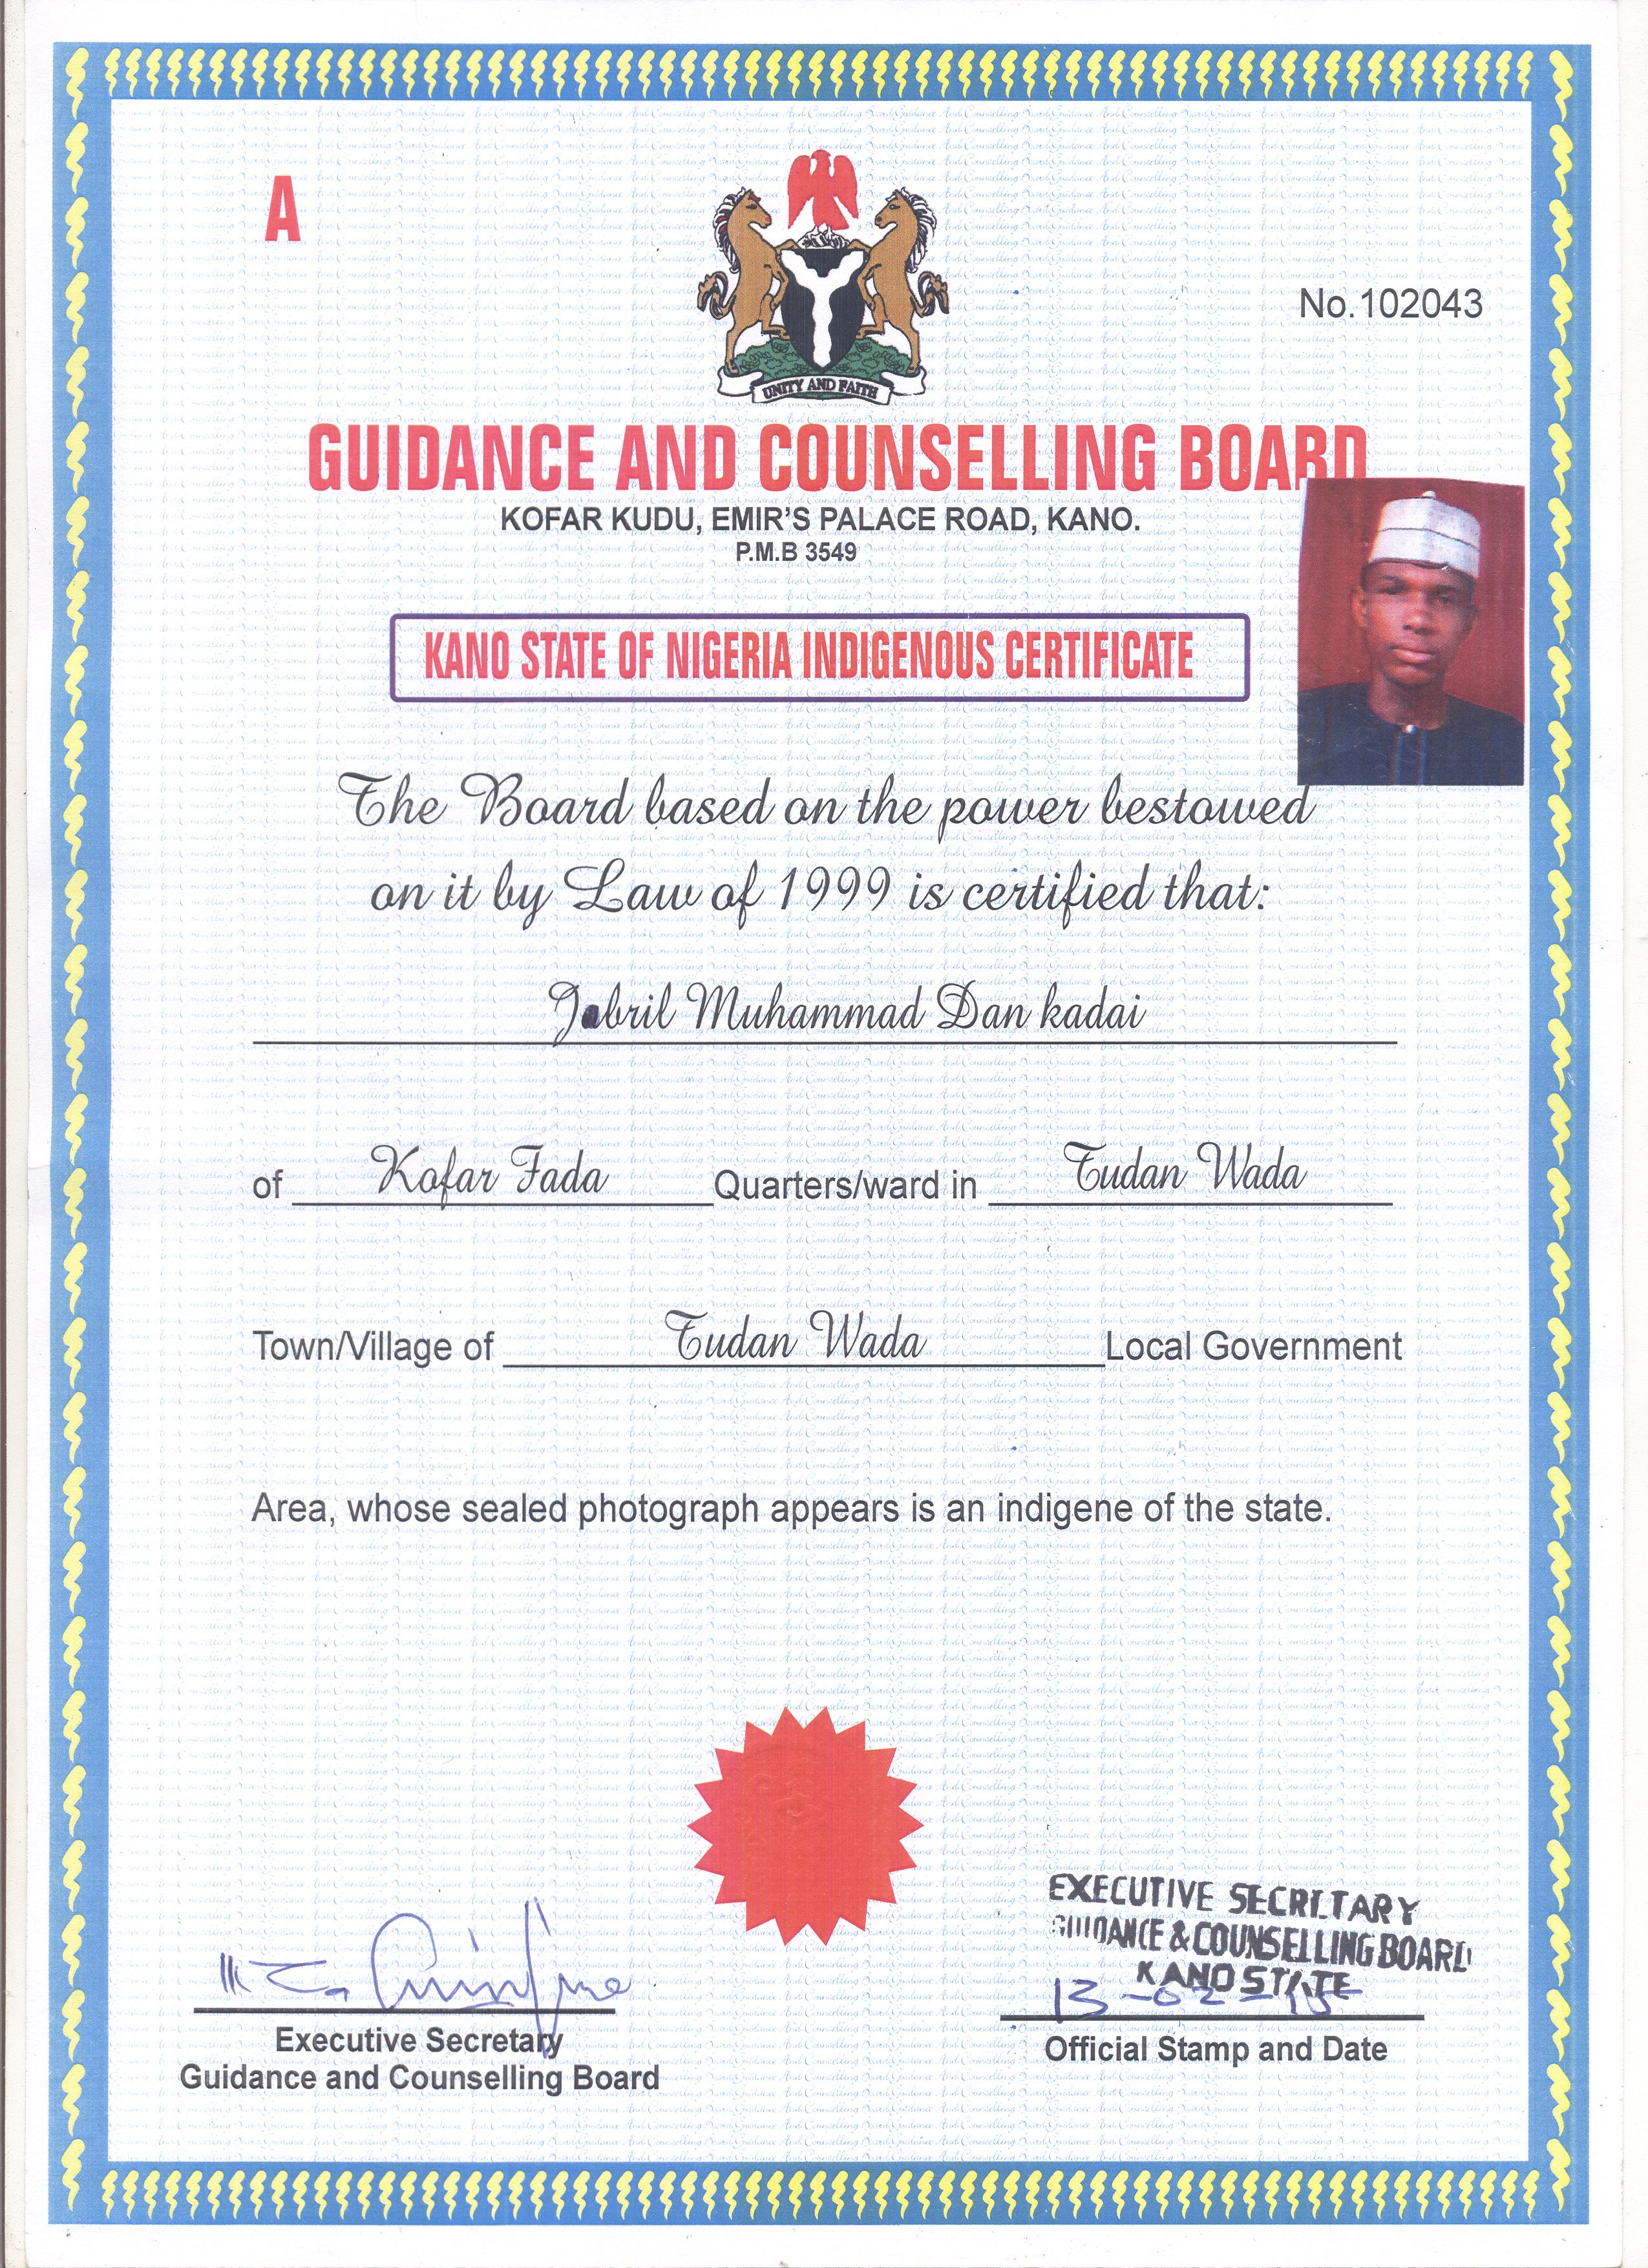 A
UNITY AND FAITH
No.102043
GUIDANCE AND COUNSELLING BOARD
KOFAR KUDU, EMIR'S PALACE ROAD, KANO.
P.M.B 3549
KANO STATE OF NIGERIA INDIGENOUS CERTIFICATE
The Board based on the power bestowed
on it by Law of 1999 is certified that:
Jabril Muhammad Dan kadai
of Kofar Fada Quarters/ward in Tudan Wada
Town/Village of Tudan Wada Local Government
Area, whose sealed photograph appears is an indigene of the state.
EXECUTIVE SECRETARY
GUIDANCE & COUNSELLING BOARD
KANO STATE
13-02-15
Executive Secretary
Guidance and Counselling Board
Official Stamp and Date